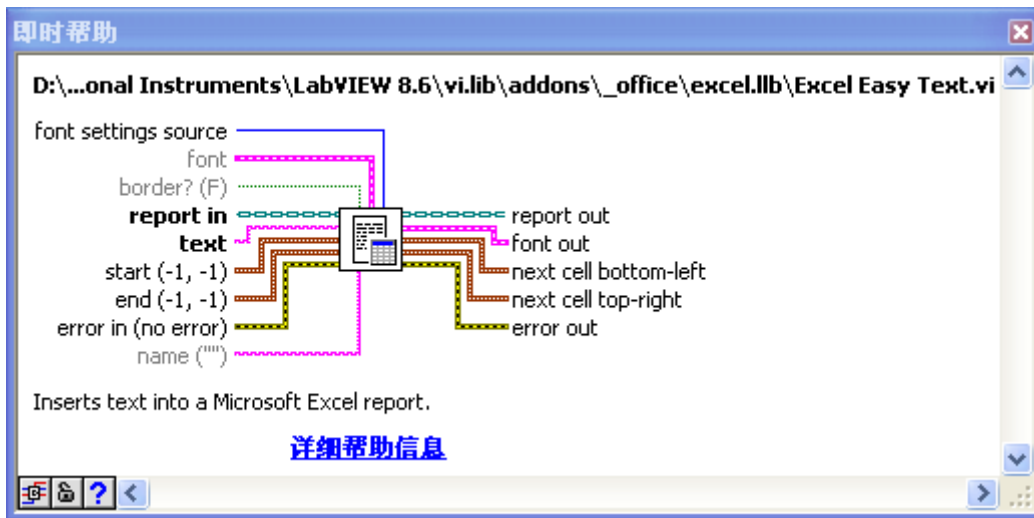 即时帮助
D:\...onal Instruments\LabVIEW 8.6\vi.lib\addons\_office\excel.llb\Excel Easy Text.vi
font settings source
font
border? (F)
report in
report out
text
font out
start (-1, -1)
next cell bottom-left
end (-1, -1)
next cell top-right
error in (no error)
error out
name ("")
Inserts text into a Microsoft Excel report.
详细帮助信息
?